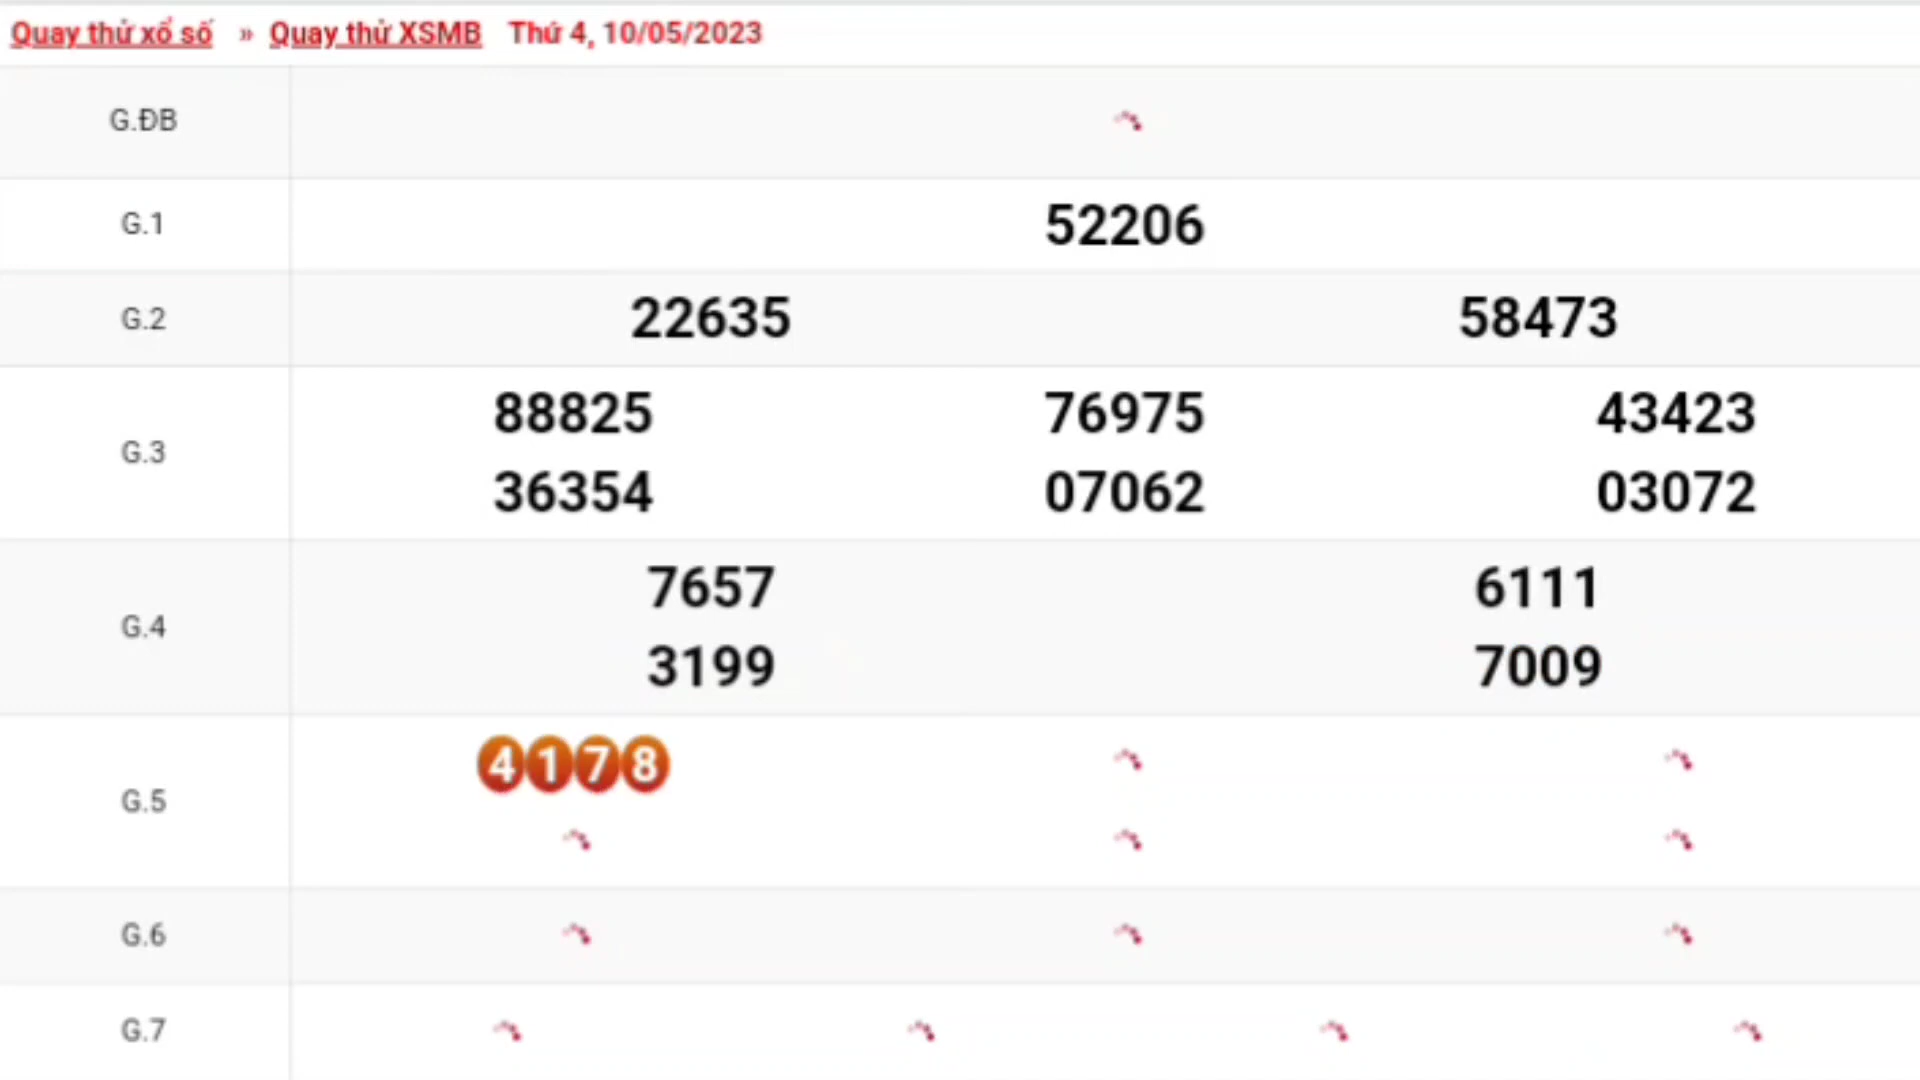 Quay thử xổ số » Quay thử XSMB Thứ 4, 10/05/2023
G.ĐB
G.1 52206
G.2 22635 58473
G.3 88825 76975 43423
36354 07062 03072
G.4 7657 6111
3199 7009
G.5 4178
G.6
G.7